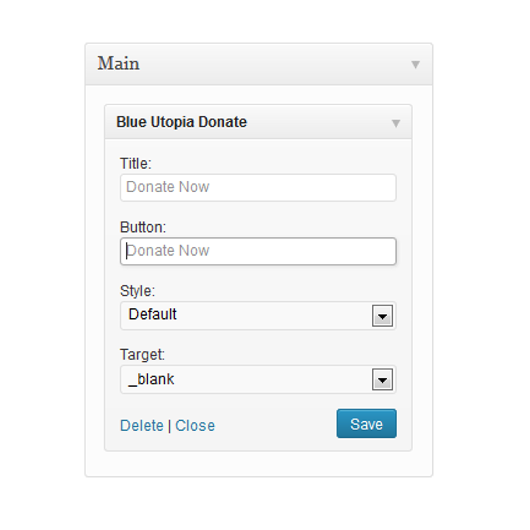 Main
Blue Utopia Donate
Title:
Donate Now
Button:
Donate Now
Style:
Default
Target:
_blank
Delete | Close
Save